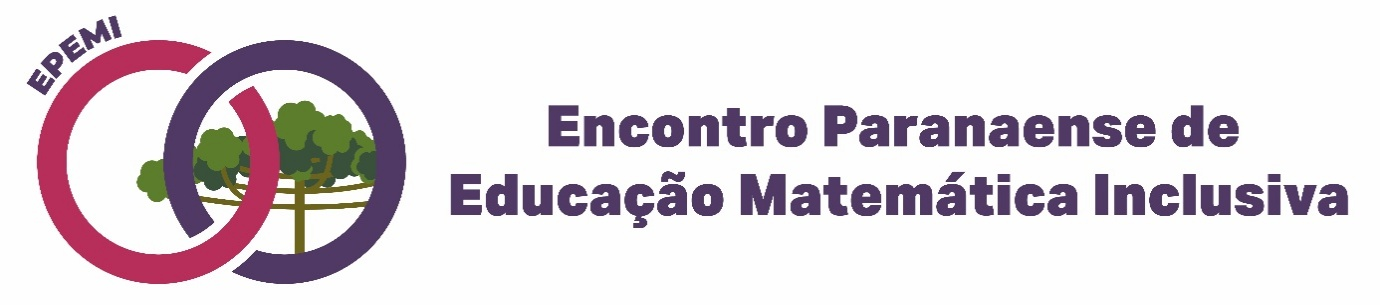 EPEMI
Encontro Paranaense de
Educação Matemática Inclusiva